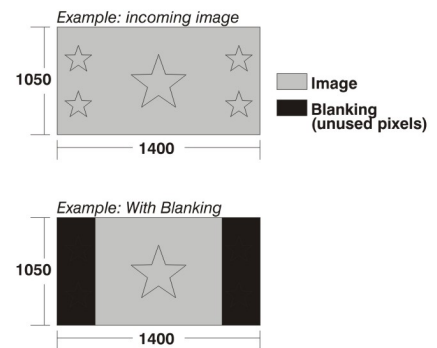 Example: incoming image
1050
1400
Image
Blanking
(unused pixels)
Example: With Blanking
1050
1400